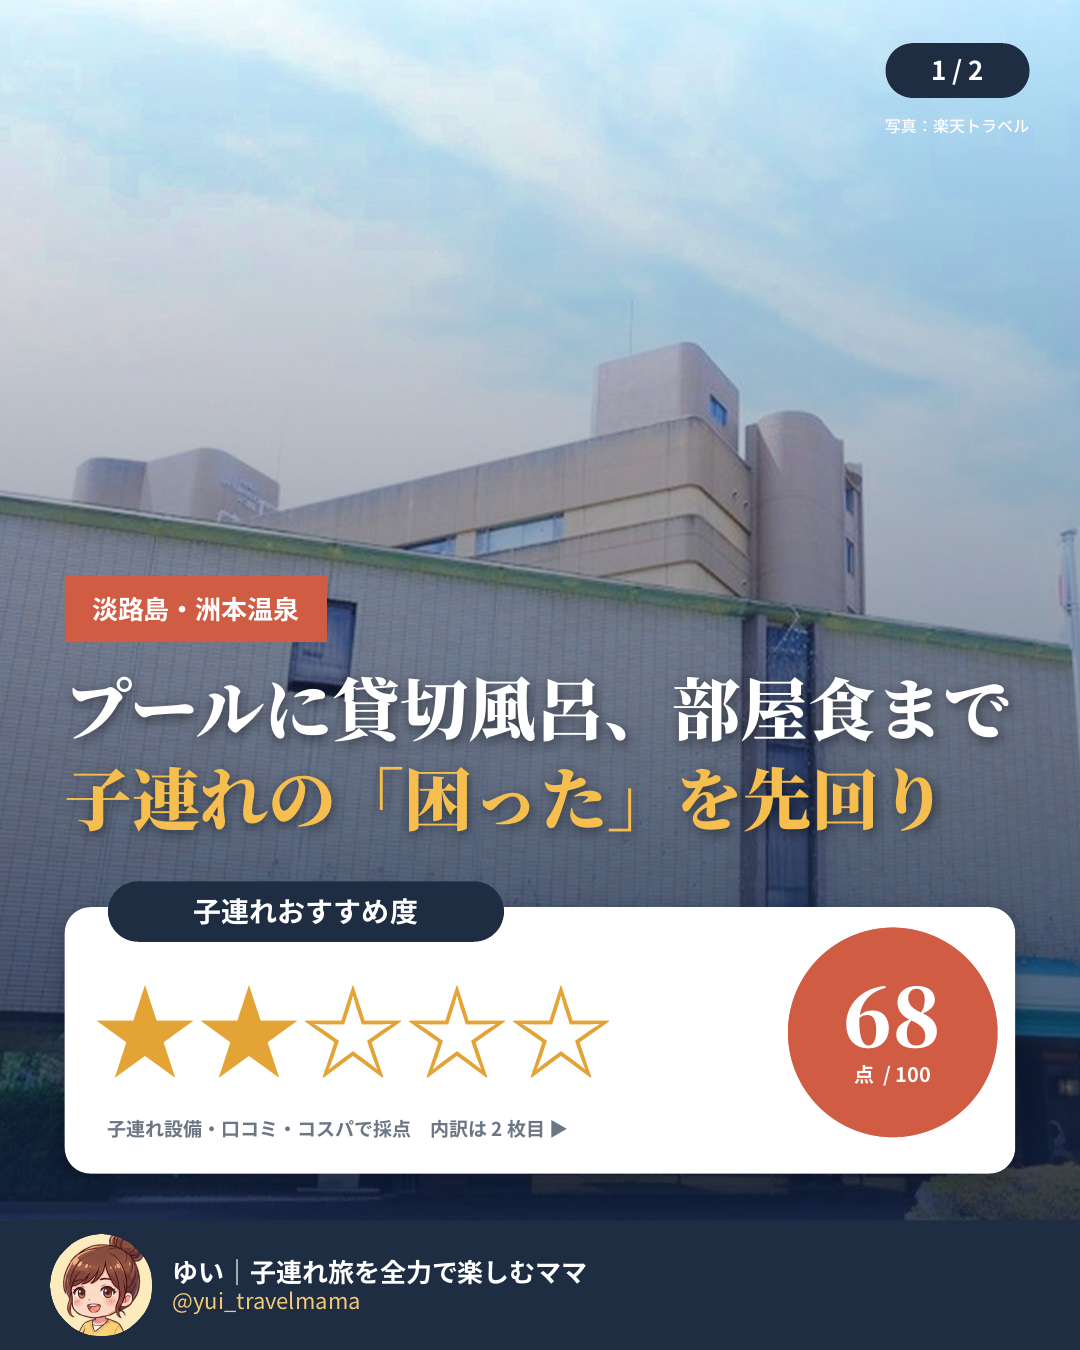 1 / 2
写真：楽天トラベル
淡路島・洲本温泉
プールに貸切風呂、部屋食まで
子連れの「困った」を先回り
子連れおすすめ度
★★☆☆☆
68
点 / 100
子連れ設備・口コミ・コスパで採点　内訳は2枚目▶
ゆい｜子連れ旅を全力で楽しむママ
@yui_travelmama